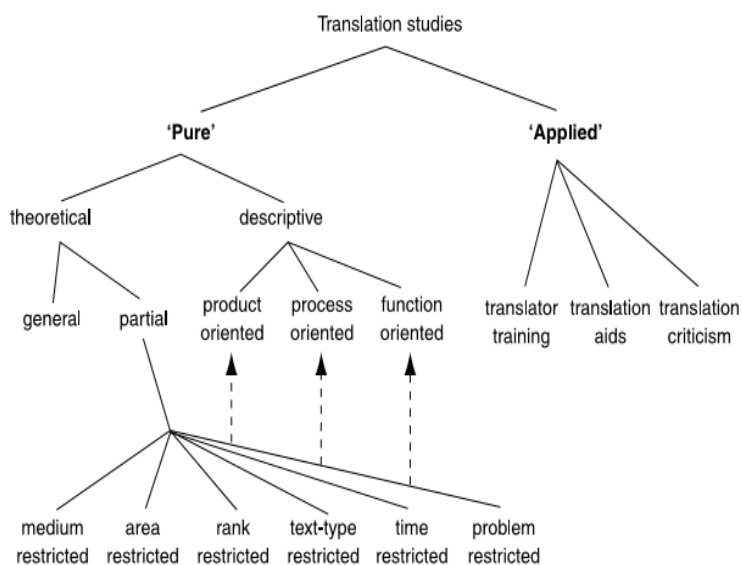 Translation studies
‘Pure’
‘Applied’
theoretical
descriptive
general
partial
product
oriented
process
oriented
function
oriented
translator
training
translation
aids
translation
criticism
medium
restricted
area
restricted
rank
restricted
text-type
restricted
time
restricted
problem
restricted